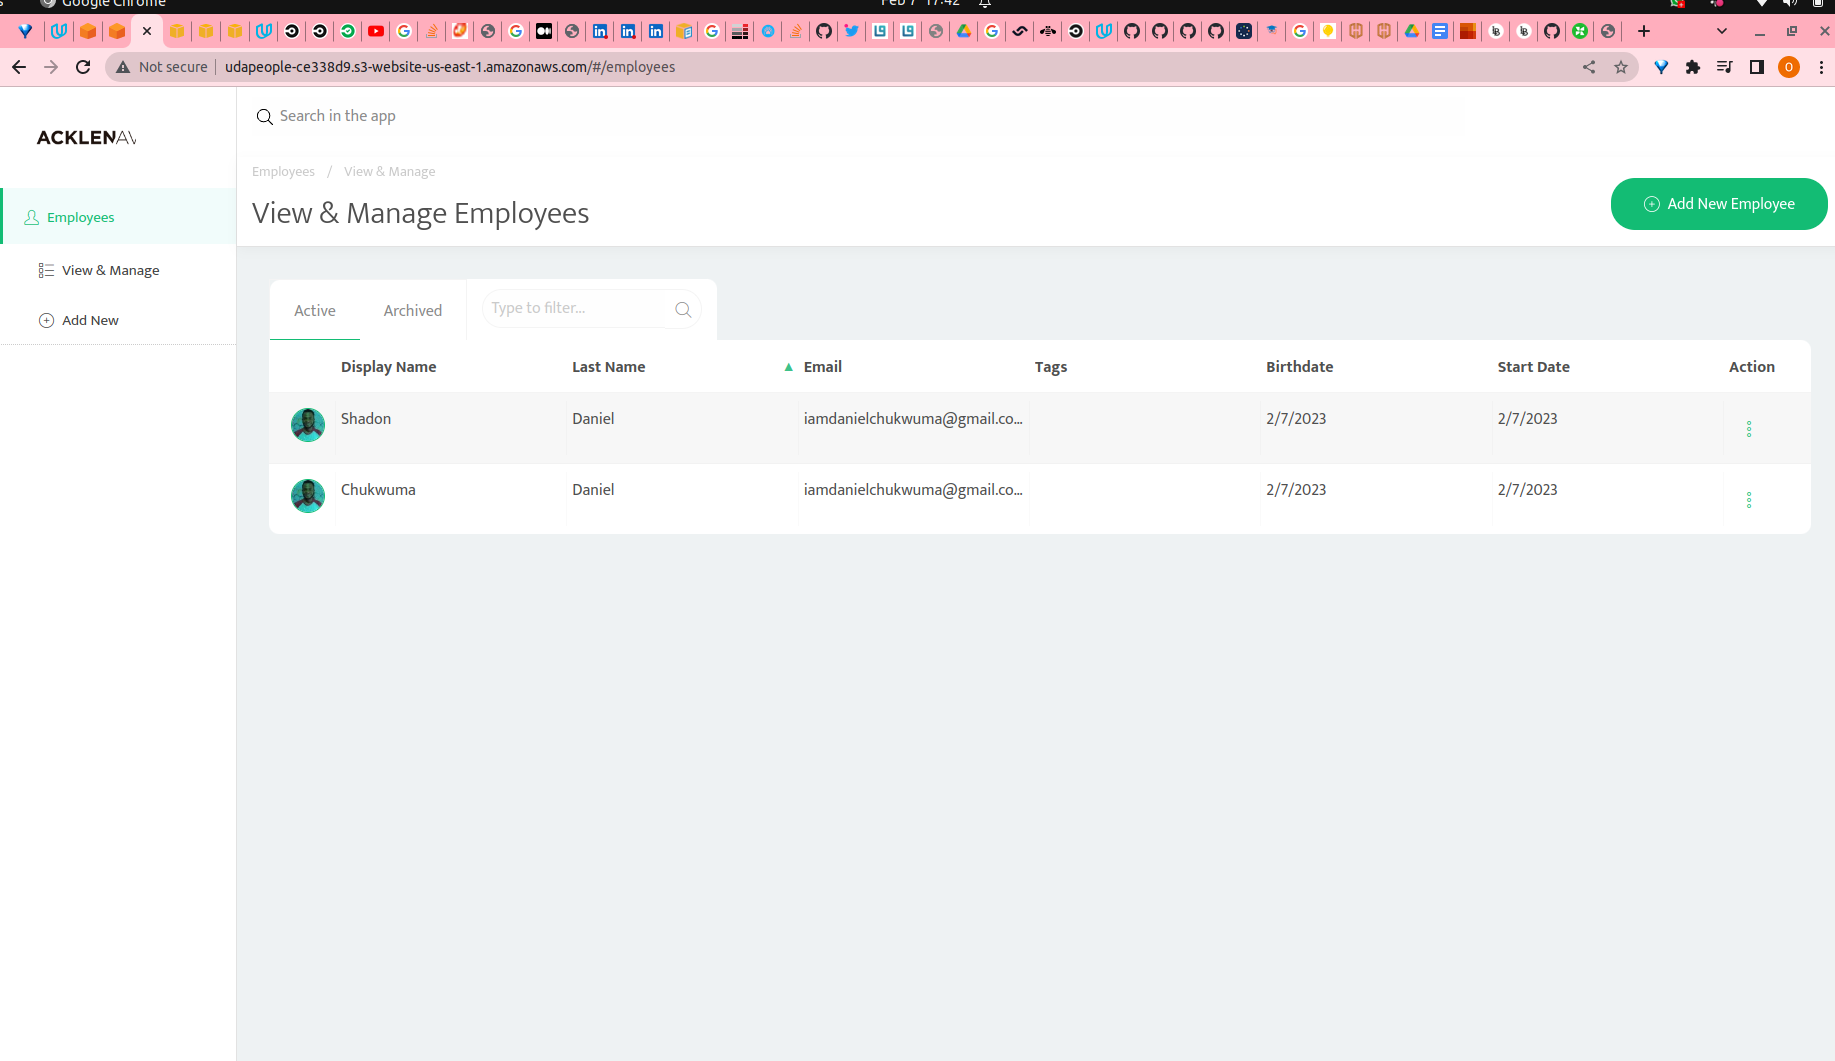 Google Chrome
Feb 7 17:42
Not secure
udapeople-ce338d9.s3-website-us-east-1.amazonaws.com/#/employees
O
ACKLENAV
Search in the app
Employees / View & Manage
View & Manage Employees
Add New Employee
Employees
View & Manage
Add New
Active
Archived
Type to filter...
Display Name
Last Name
Email
Tags
Birthdate
Start Date
Action
Shadon
Daniel
iamdanielchukwuma@gmail.co...
2/7/2023
2/7/2023
Chukwuma
Daniel
iamdanielchukwuma@gmail.co...
2/7/2023
2/7/2023